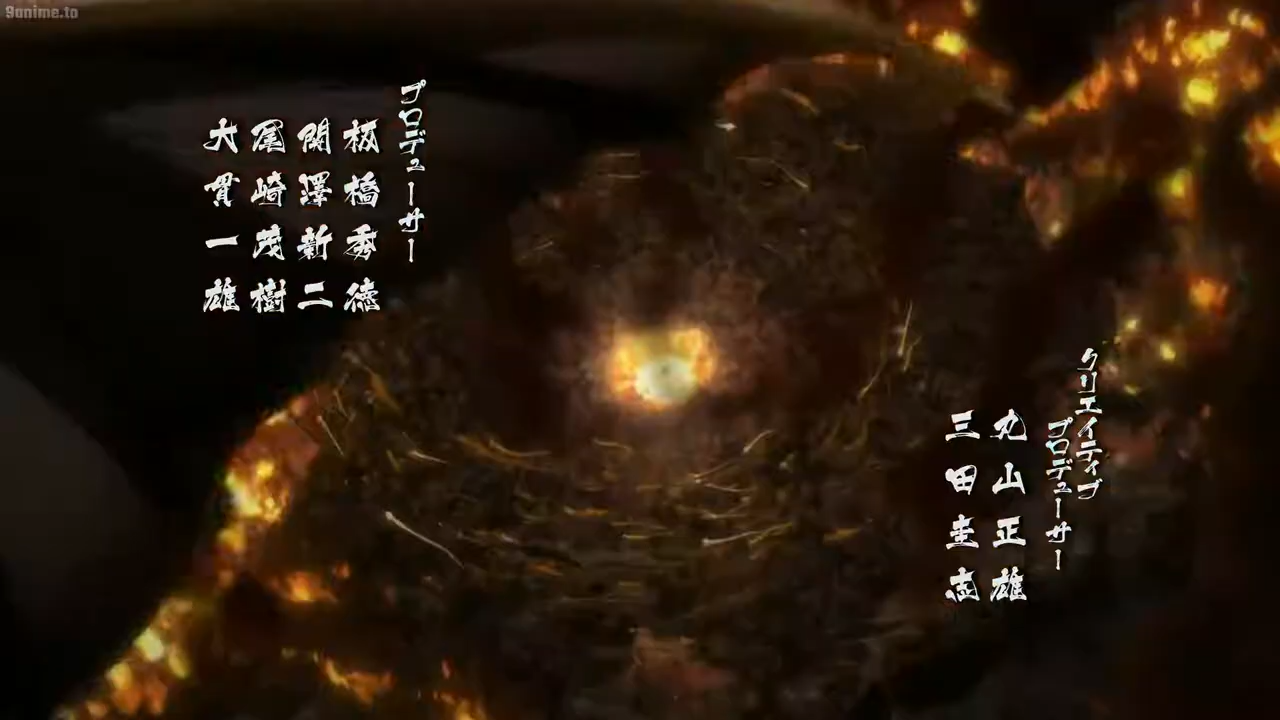 9anime.to
プロデューサー
板橋秀徳
関澤新二
尾崎茂樹
大貫一雄
クリエイティブ
プロデューサー
丸山正雄
三田圭志